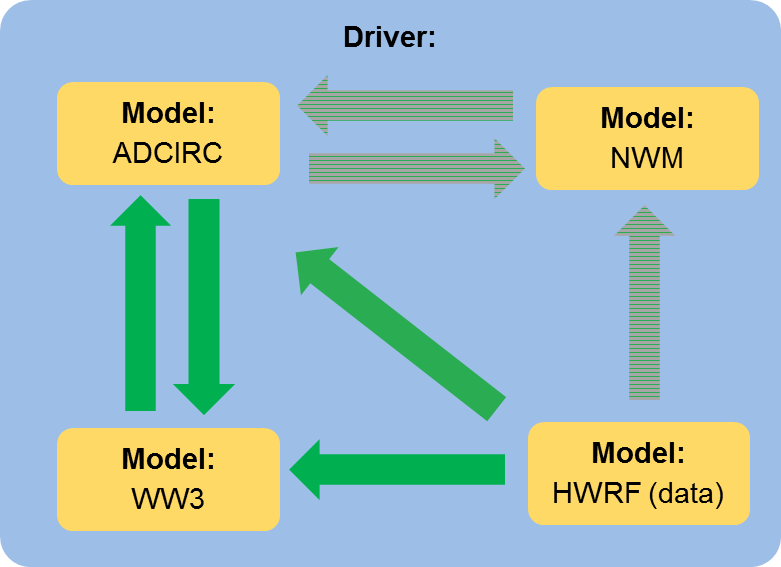 Driver:
Model:
ADCIRC
Model:
NWM
Model:
WW3
Model:
HWRF (data)